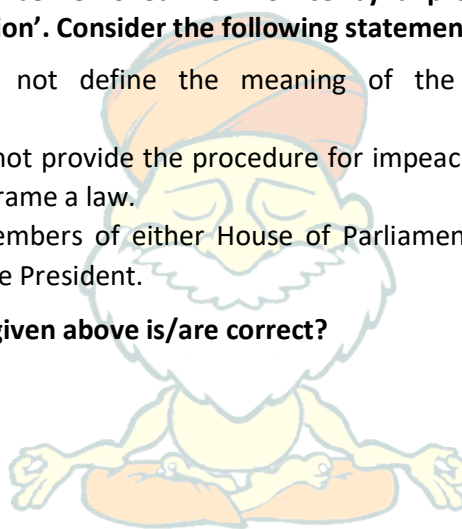 ion’. Consider the following statement
not define the meaning of the
not provide the procedure for impeac
rame a law.
embers of either House of Parliamen
e President.
given above is/are correct?